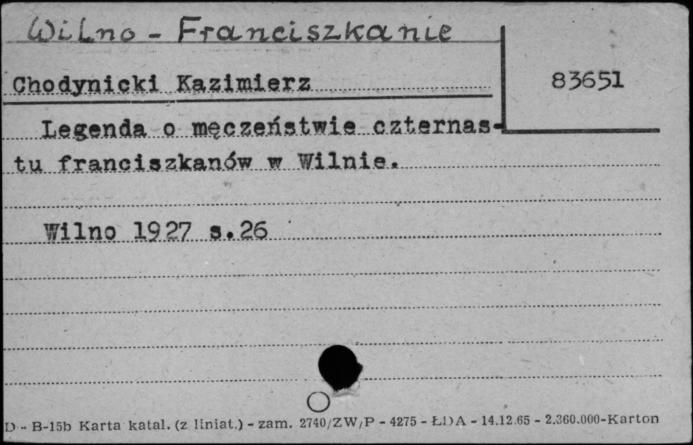 Wilno - Franciszkanie
Chodynicki Kazimierz
83651
Legenda o męczeństwie czternas-
tu franciszkanów w Wilnie.
Wilno 1927 s.26
D - B-15b Karta katal. (z liniat.) - zam. 2740/ZW/P - 4275 - ŁDA - 14.12.65 - 2.360.000-Karton